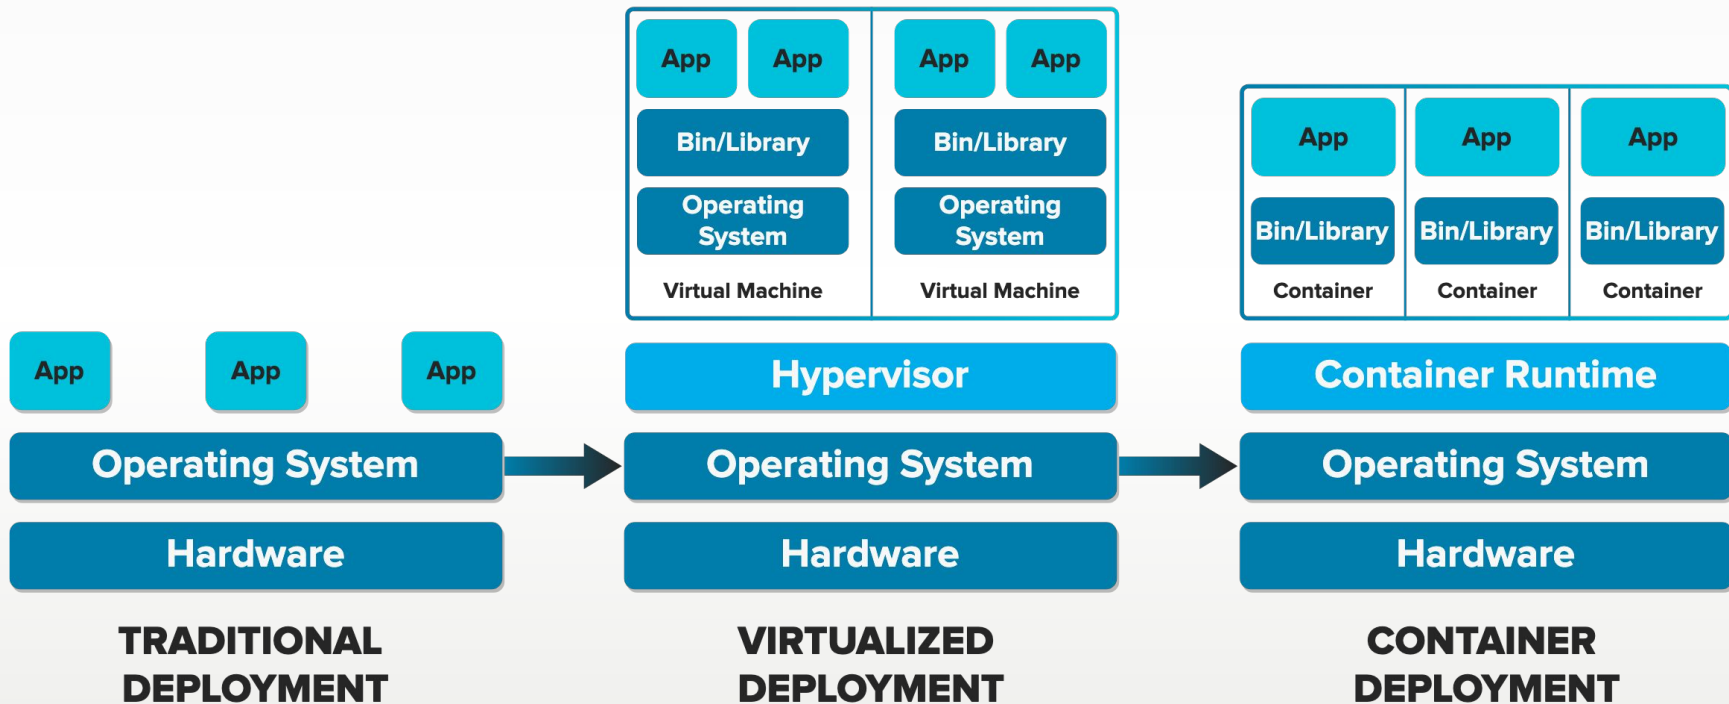 App
App
App
Operating System
Hardware
TRADITIONAL
DEPLOYMENT
App
App
App
App
Bin/Library
Bin/Library
Operating
System
Operating
System
Virtual Machine
Virtual Machine
Hypervisor
Operating System
Hardware
VIRTUALIZED
DEPLOYMENT
App
App
App
Bin/Library
Bin/Library
Bin/Library
Container
Container
Container
Container Runtime
Operating System
Hardware
CONTAINER
DEPLOYMENT